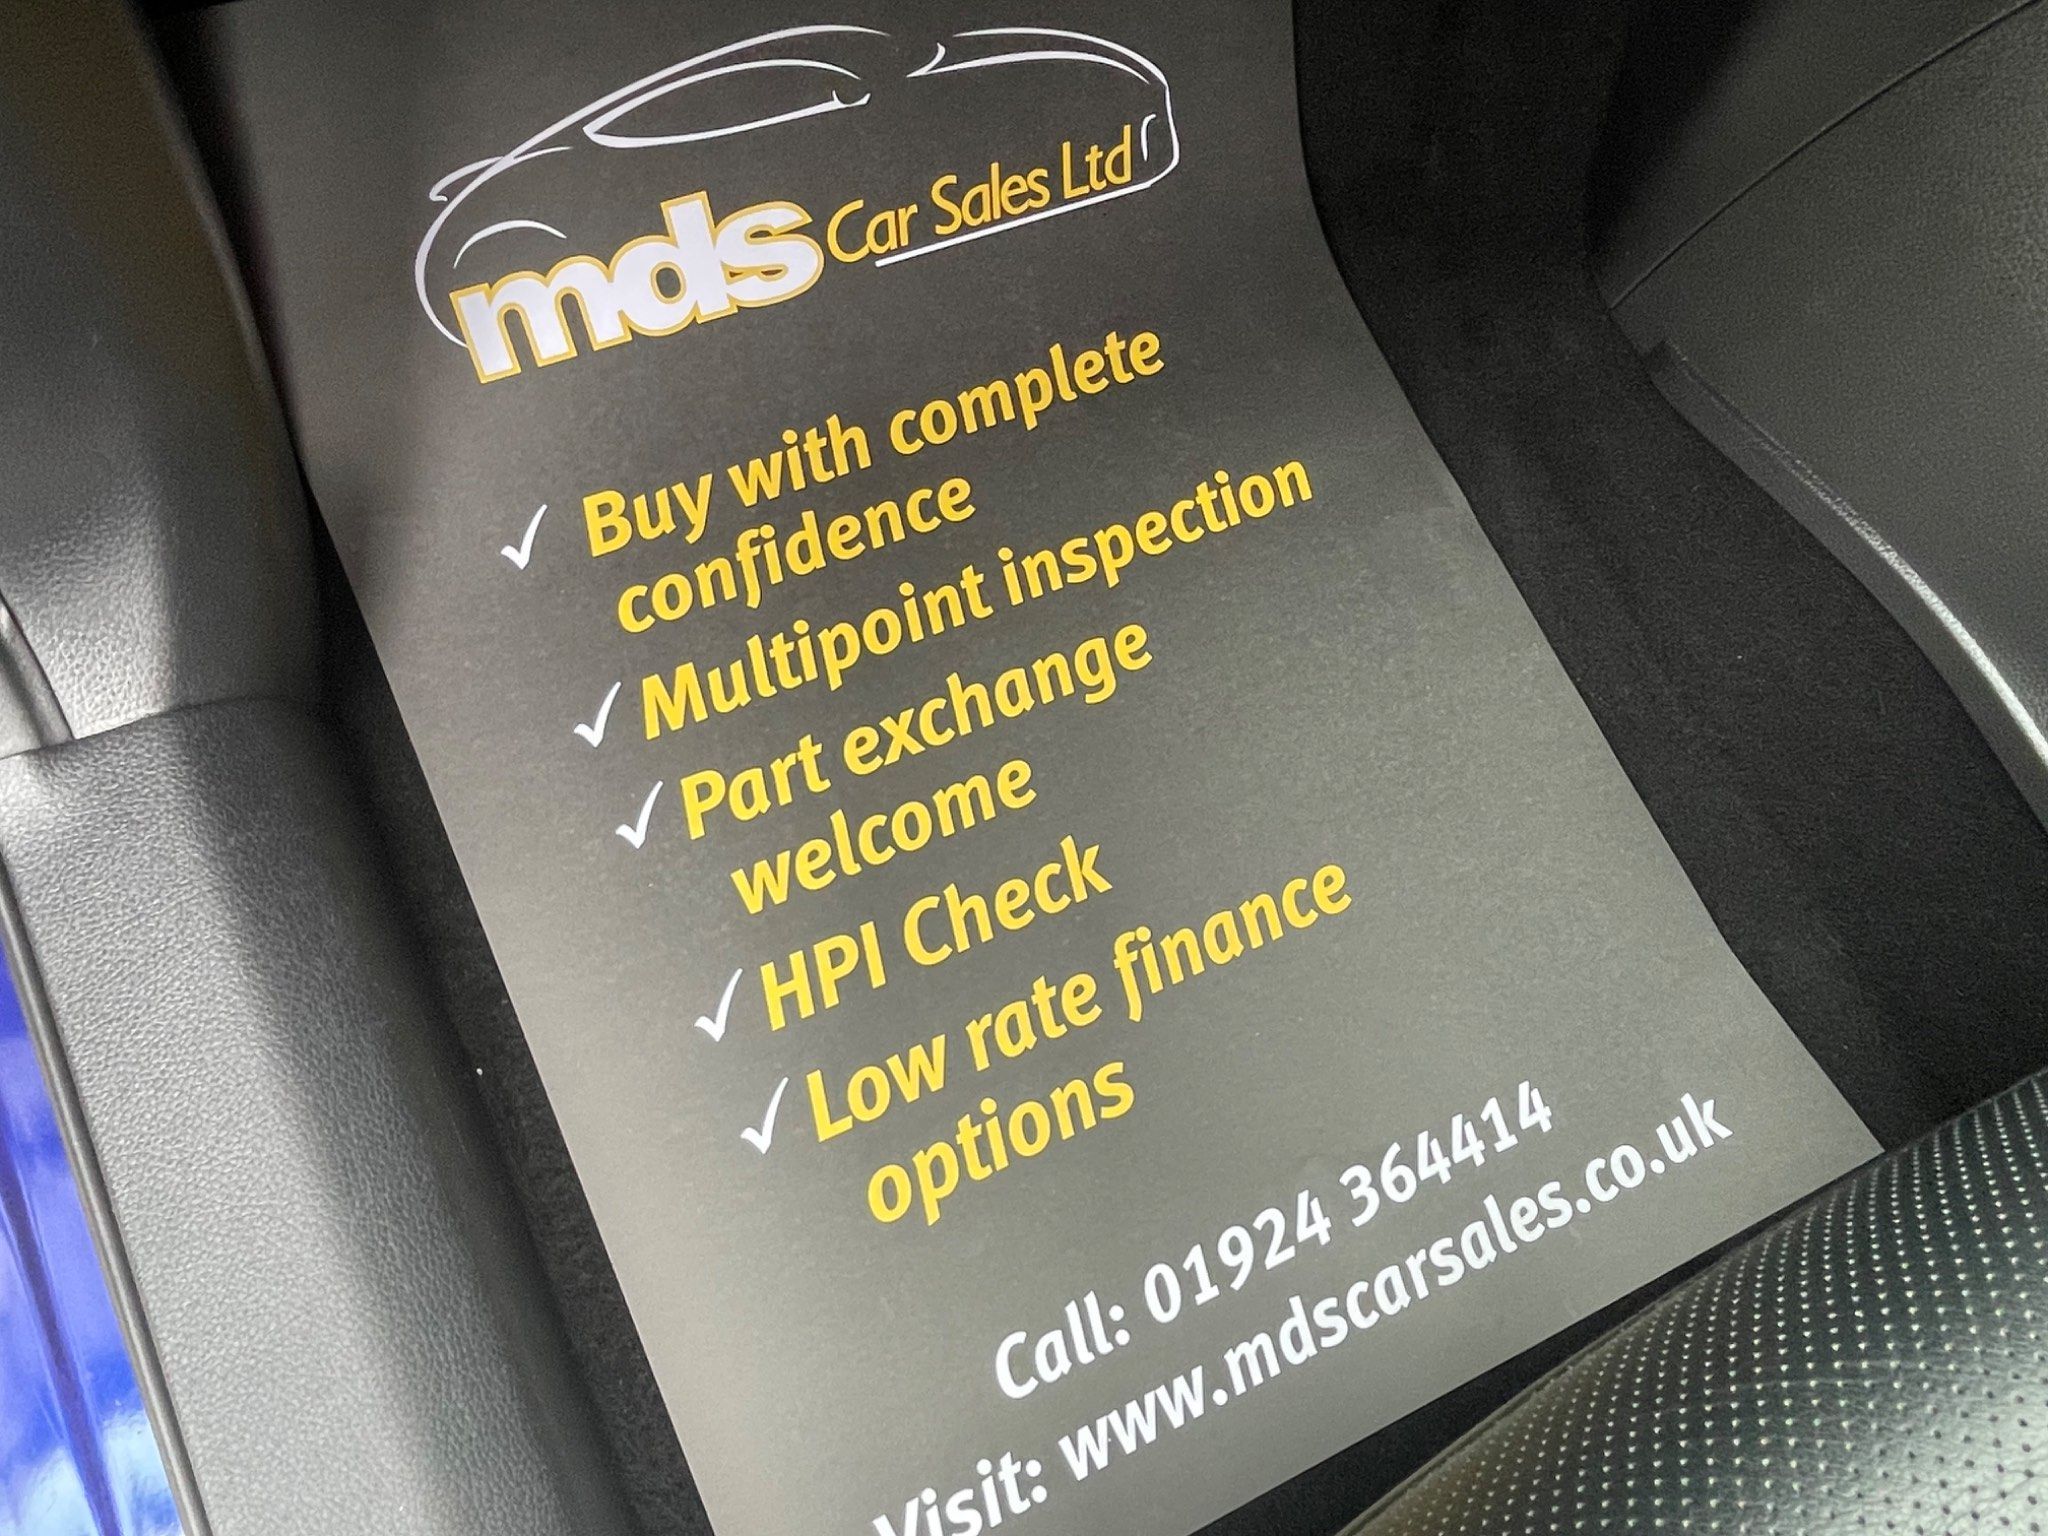 mds Car Sales Ltd
✓ Buy with complete
confidence
✓ Multipoint inspection
✓ Part exchange
welcome
✓ HPI Check
✓ Low rate finance
options
Call: 01924 364414
Visit: www.mdscarsales.co.uk